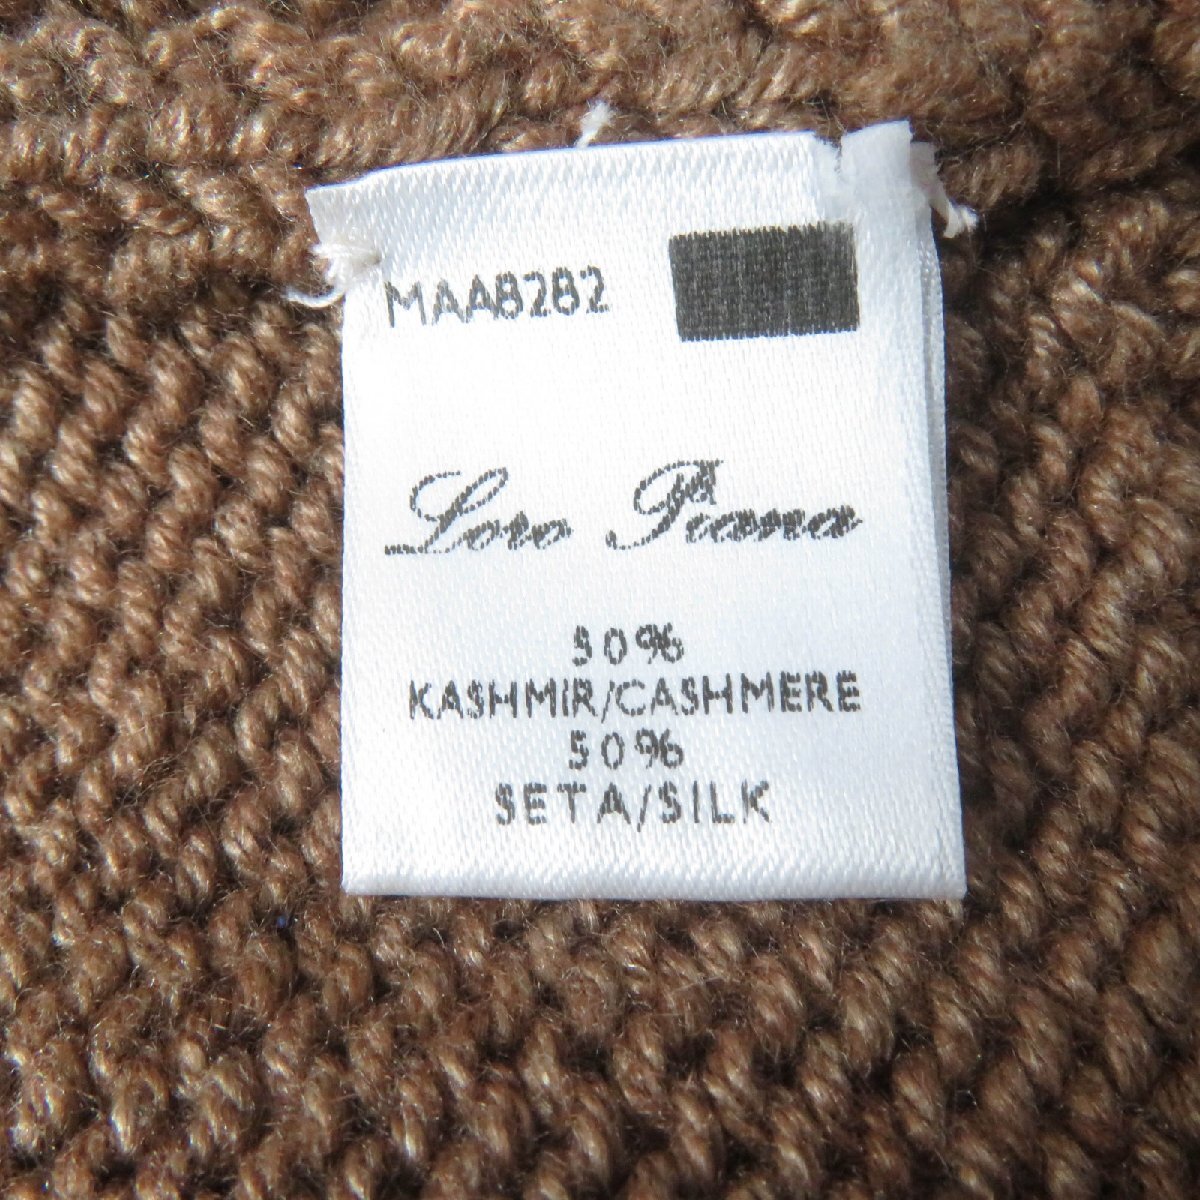 MAA8282
Loro Piana
50%
KASHMIR/CASHMERE
50%
SETA/SILK